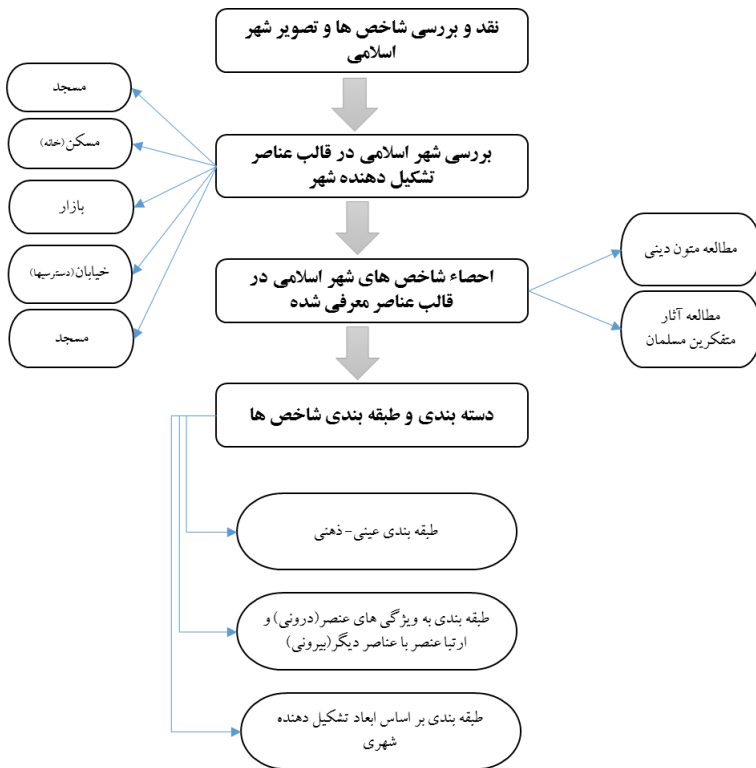 نقد و بررسی شاخص ها و تصویر شهر
اسلامی
بررسی شهر اسلامی در قالب عناصر
تشکیل دهنده شهر
مسجد
مسکن(خانه)
بازار
خیابان(دسترسیها)
مسجد
احصاء شاخص های شهر اسلامی در
قالب عناصر معرفی شده
مطالعه متون دینی
مطالعه آثار
متفکرین مسلمان
دسته بندی و طبقه بندی شاخص ها
طبقه بندی عینی-ذهنی
طبقه بندی به ویژگی های عنصر(درونی) و
ارتبا عنصر با عناصر دیگر(بیرونی)
طبقه بندی بر اساس ابعاد تشکیل دهنده
شهری